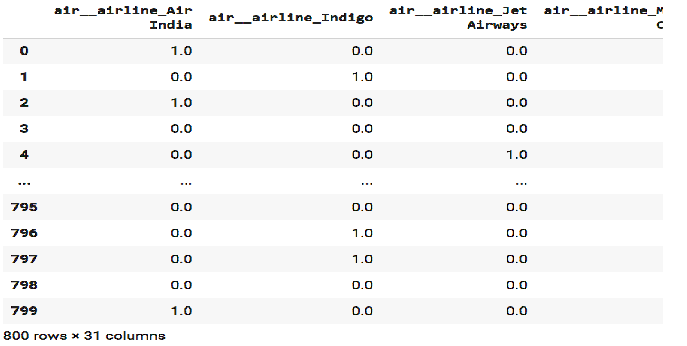 air__airline_Air India air__airline_Indigo air__airline_Jet Airways air__airline_M
0 1.0 0.0 0.0
1 0.0 1.0 0.0
2 1.0 0.0 0.0
3 0.0 0.0 0.0
4 0.0 0.0 1.0
... ... ... ...
795 0.0 0.0 0.0
796 0.0 1.0 0.0
797 0.0 1.0 0.0
798 0.0 0.0 0.0
799 1.0 0.0 0.0
800 rows × 31 columns